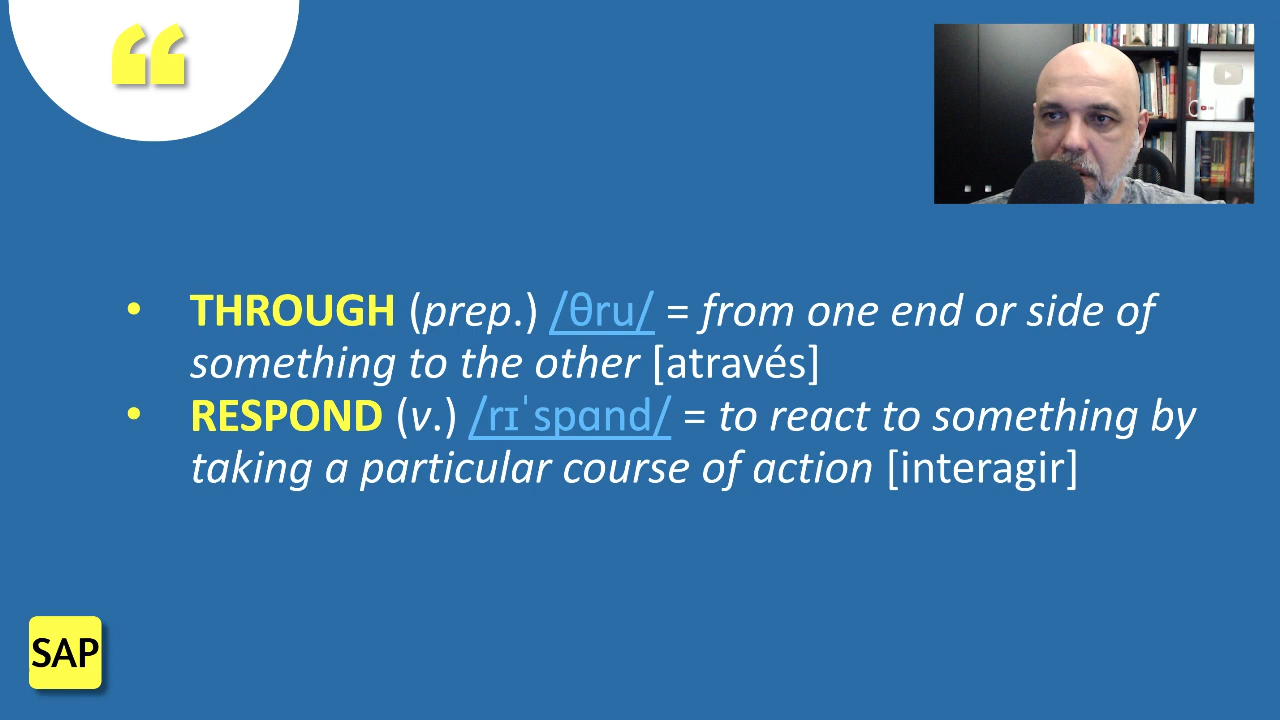 THROUGH (prep.) /θru/ = from one end or side of
something to the other [através]
RESPOND (v.) /rɪˈspɑnd/ = to react to something by
taking a particular course of action [interagir]
SAP